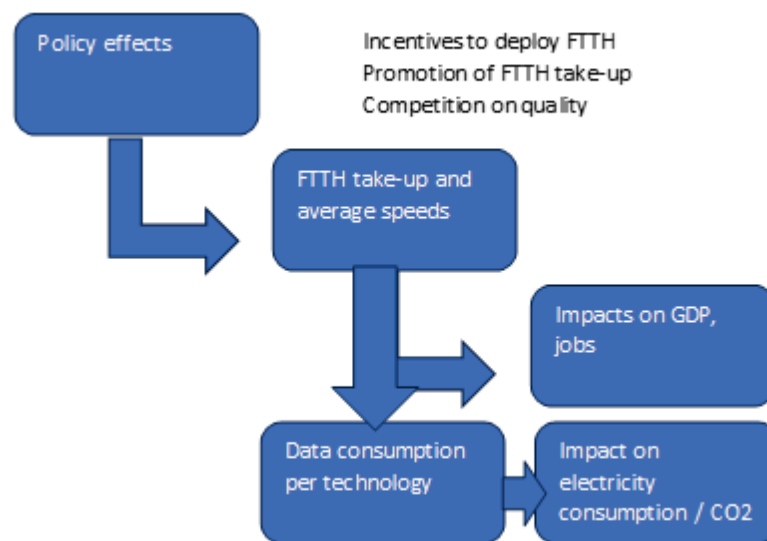 Policy effects
Incentives to deploy FTTH
Promotion of FTTH take-up
Competition on quality
FTTH take-up and
average speeds
Impacts on GDP,
jobs
Data consumption
per technology
Impact on
electricity
consumption / CO2